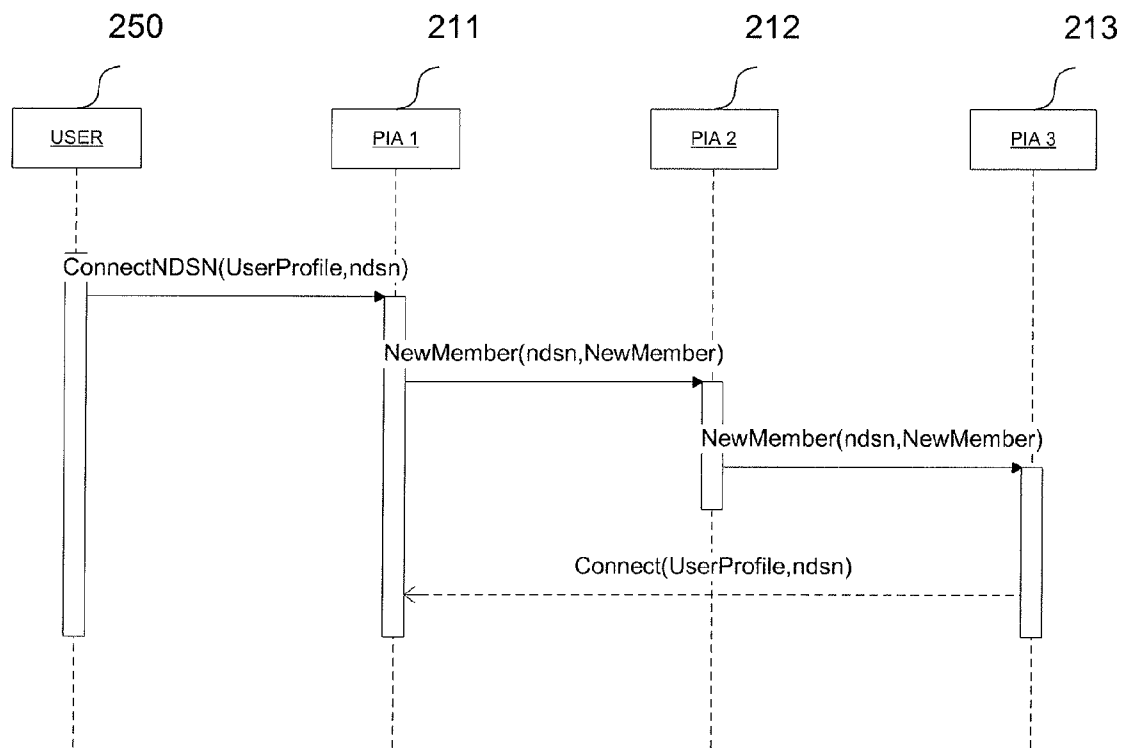 250
211
212
213
USER
PIA 1
PIA 2
PIA 3
ConnectNDSN(UserProfile,ndsn)
NewMember(ndsn,NewMember)
NewMember(ndsn,NewMember)
Connect(UserProfile,ndsn)